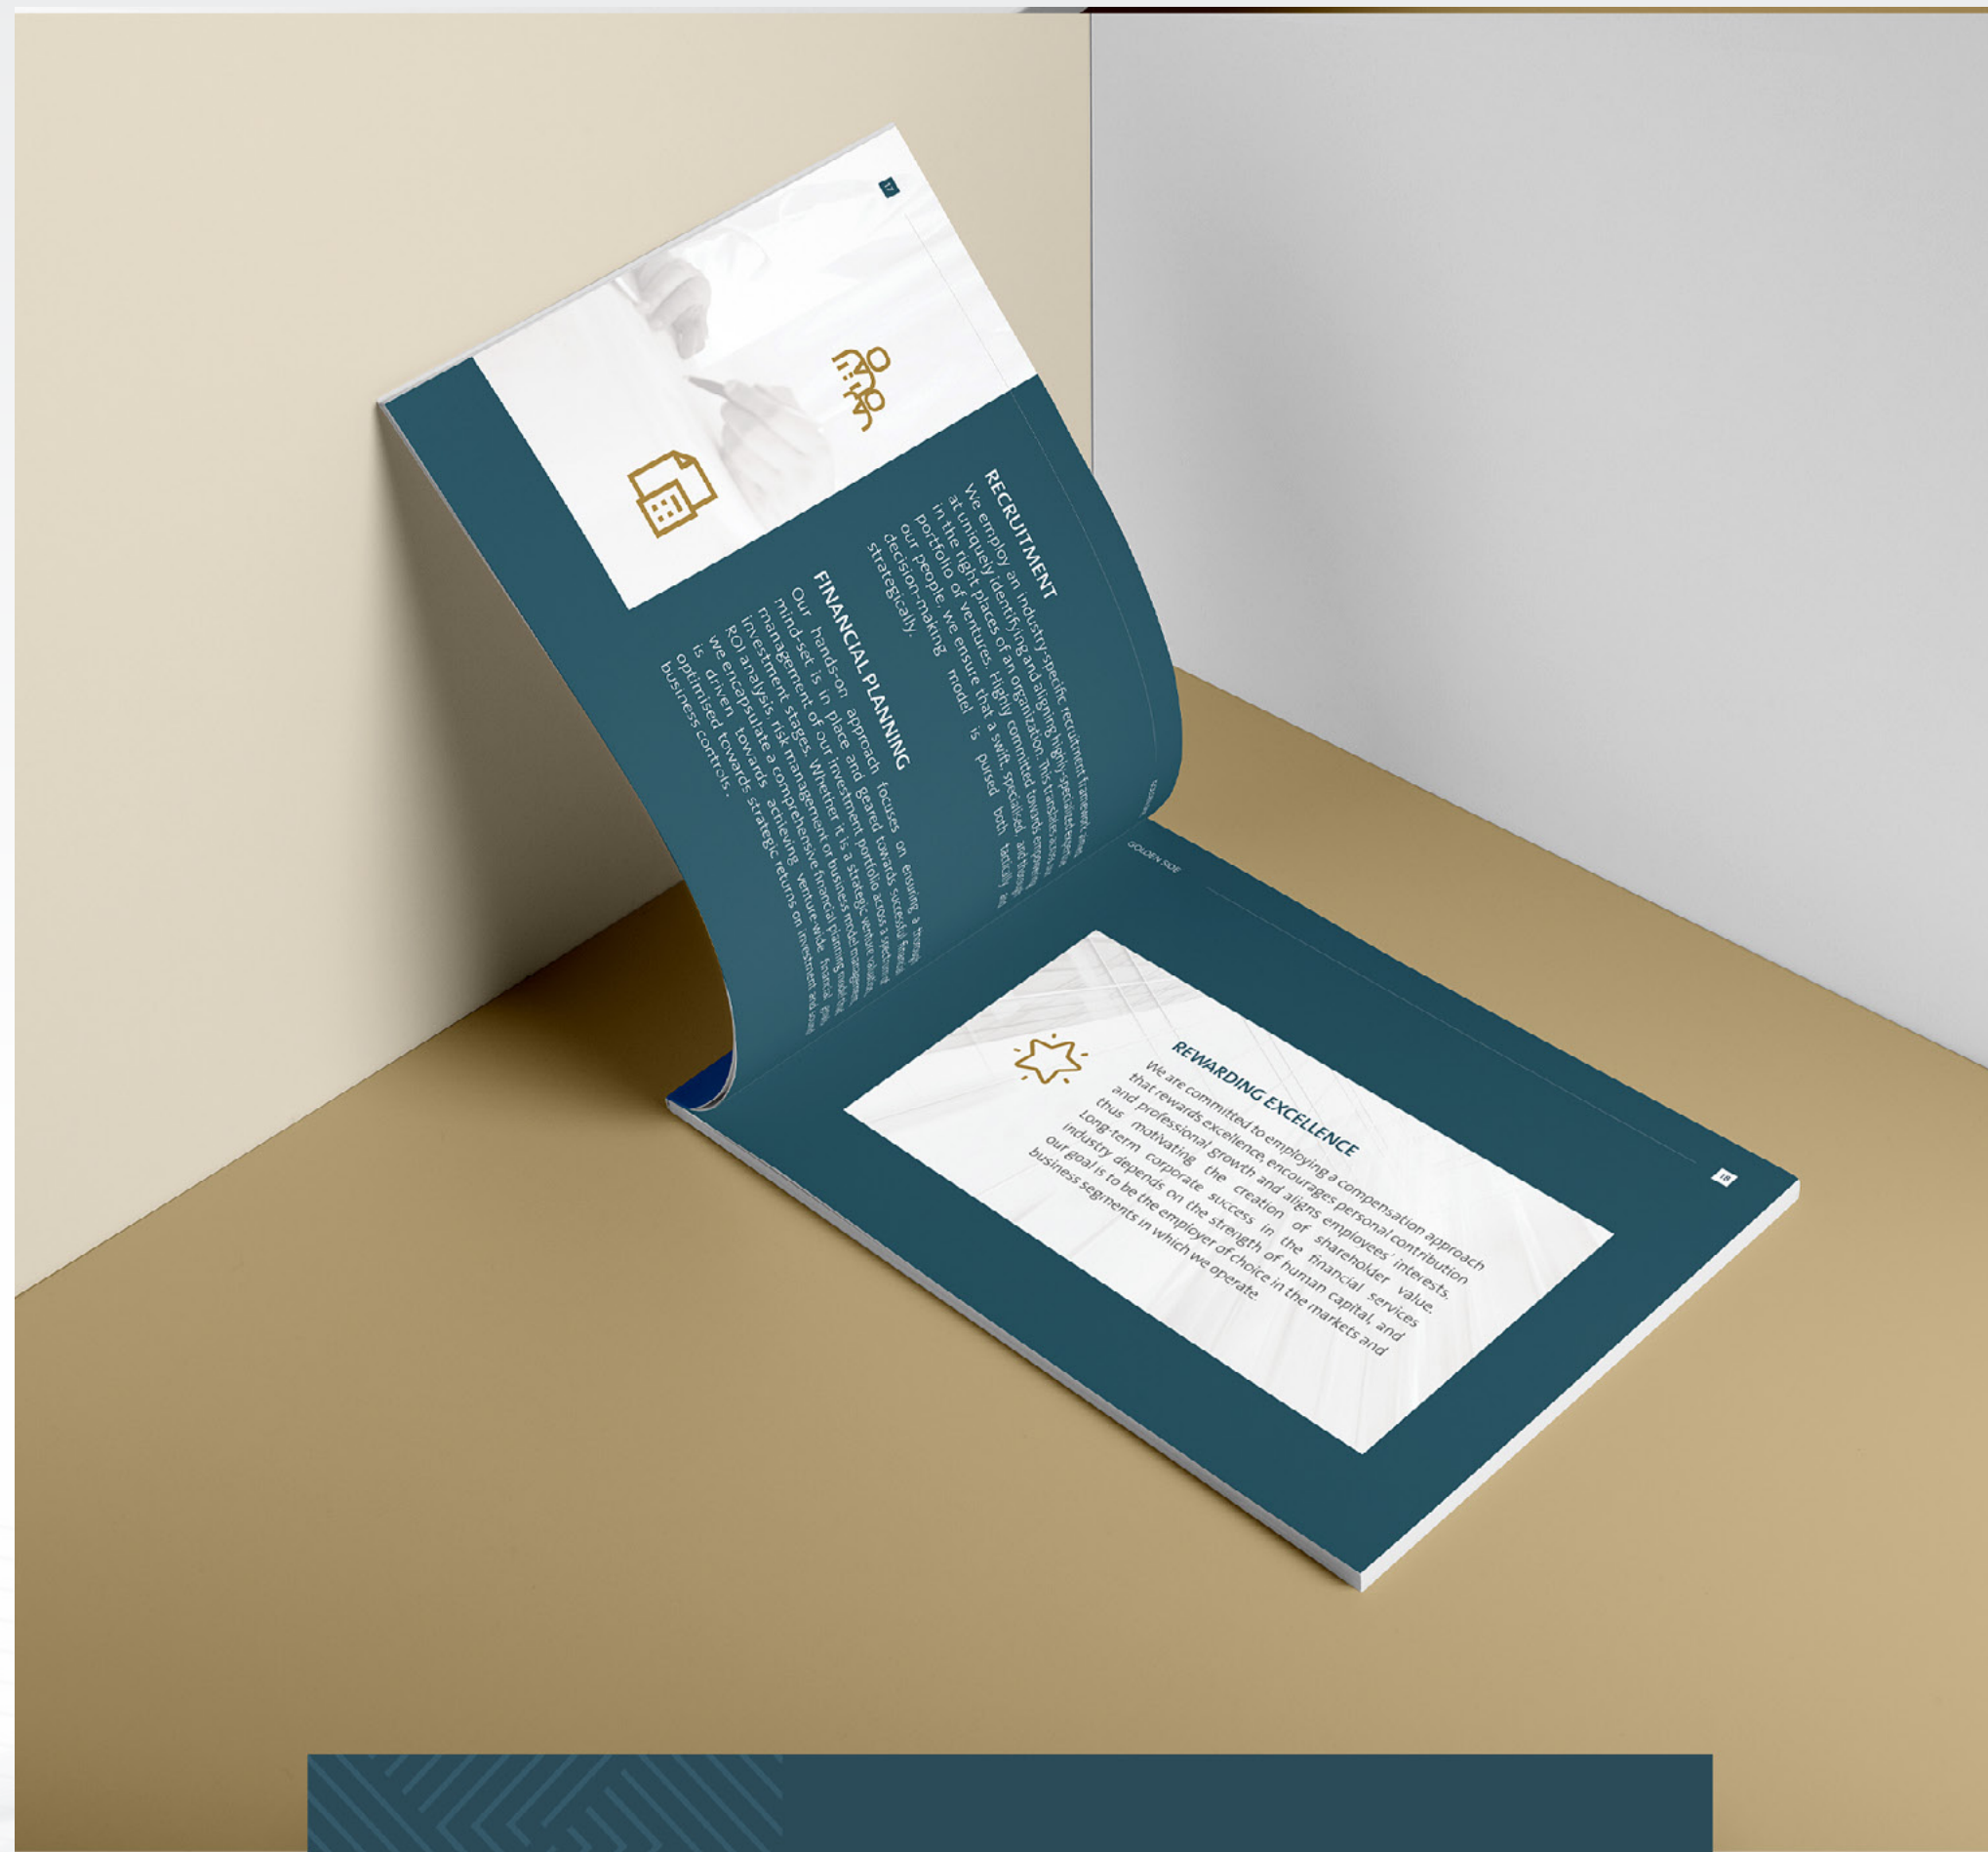 17
RECRUITMENT
We employ an industry-specific recruitment framework
at uniquely identifying and aligning highly-specialized
in the right places of an organization. This translates
portfolio of ventures. Highly committed towards
our people, we ensure that a swift, specialised,
decision-making model is pursed both tactically
strategically.
FINANCIAL PLANNING
Our hands-on approach focuses on ensuring a
mind-set is in place and geared towards successful financial
management of our investment portfolio across a spectrum of
investment stages. Whether it is a strategic venture valuation,
ROI analysis, risk management or business model management,
we encapsulate a comprehensive financial planning model that
is driven towards achieving venture-wide financial
optimised towards strategic returns on investment and
business controls.
GOLDEN SIDE
18
REWARDING EXCELLENCE
We are committed to employing a compensation approach
that rewards excellence, encourages personal contribution
and professional growth and aligns employees' interests,
thus motivating the creation of shareholder value.
Long-term corporate success in the financial services
industry depends on the strength of human capital, and
our goal is to be the employer of choice in the markets and
business segments in which we operate.